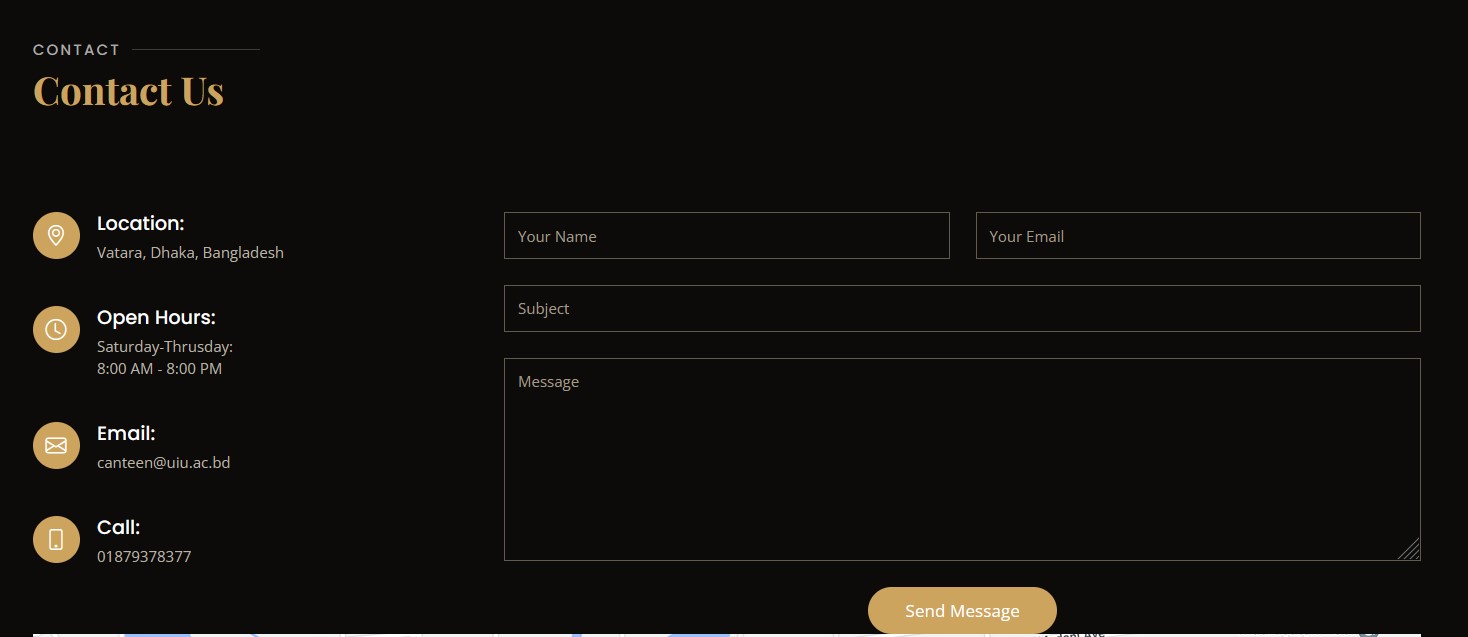 CONTACT
Contact Us
Location:
Vatara, Dhaka, Bangladesh
Open Hours:
Saturday-Thrusday:
8:00 AM - 8:00 PM
Email:
canteen@uiu.ac.bd
Call:
01879378377
Your Name
Your Email
Subject
Message
Send Message